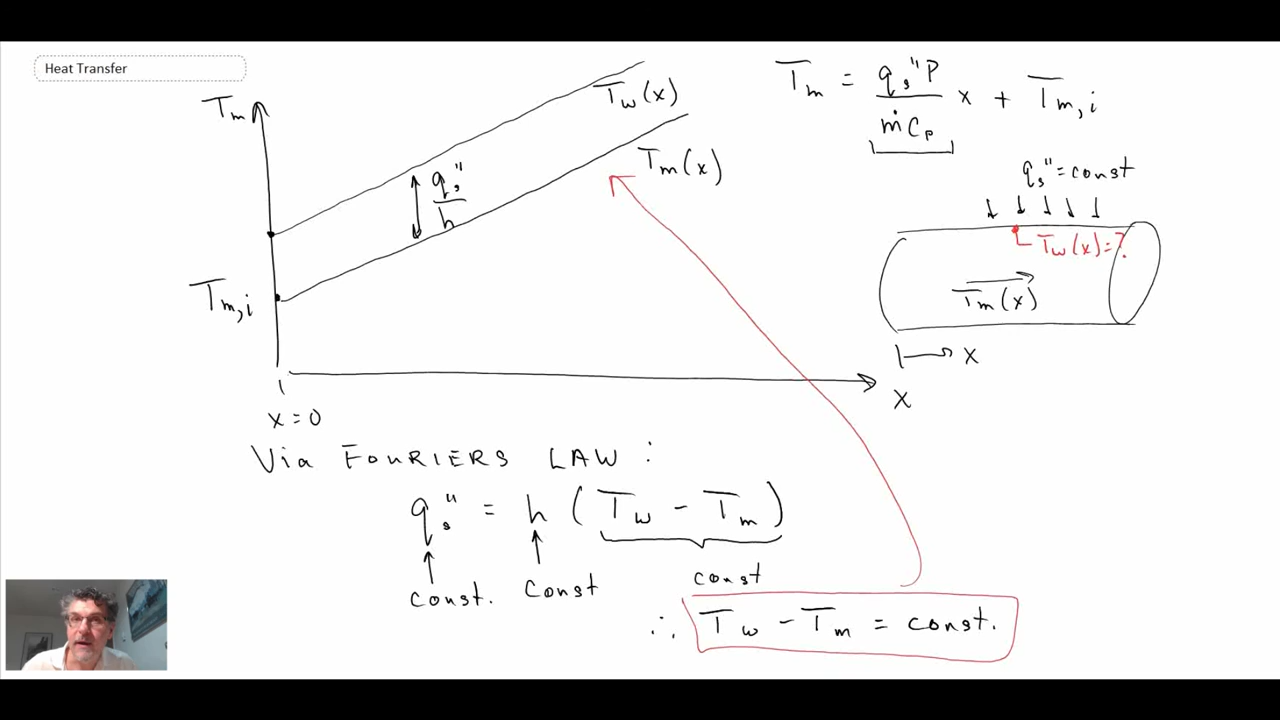 Heat Transfer
T_m = q_s'' P / (ṁ C_p) x + T_m,i
T_m
T_w(x)
q_s'' / h
T_m(x)
q_s'' = const
T_w(x) = ?
T_m(x)
x
T_m,i
x
x = 0
Via FOURIERS LAW :
q_s'' = h (T_w - T_m)
const. const const
∴ T_w - T_m = const.